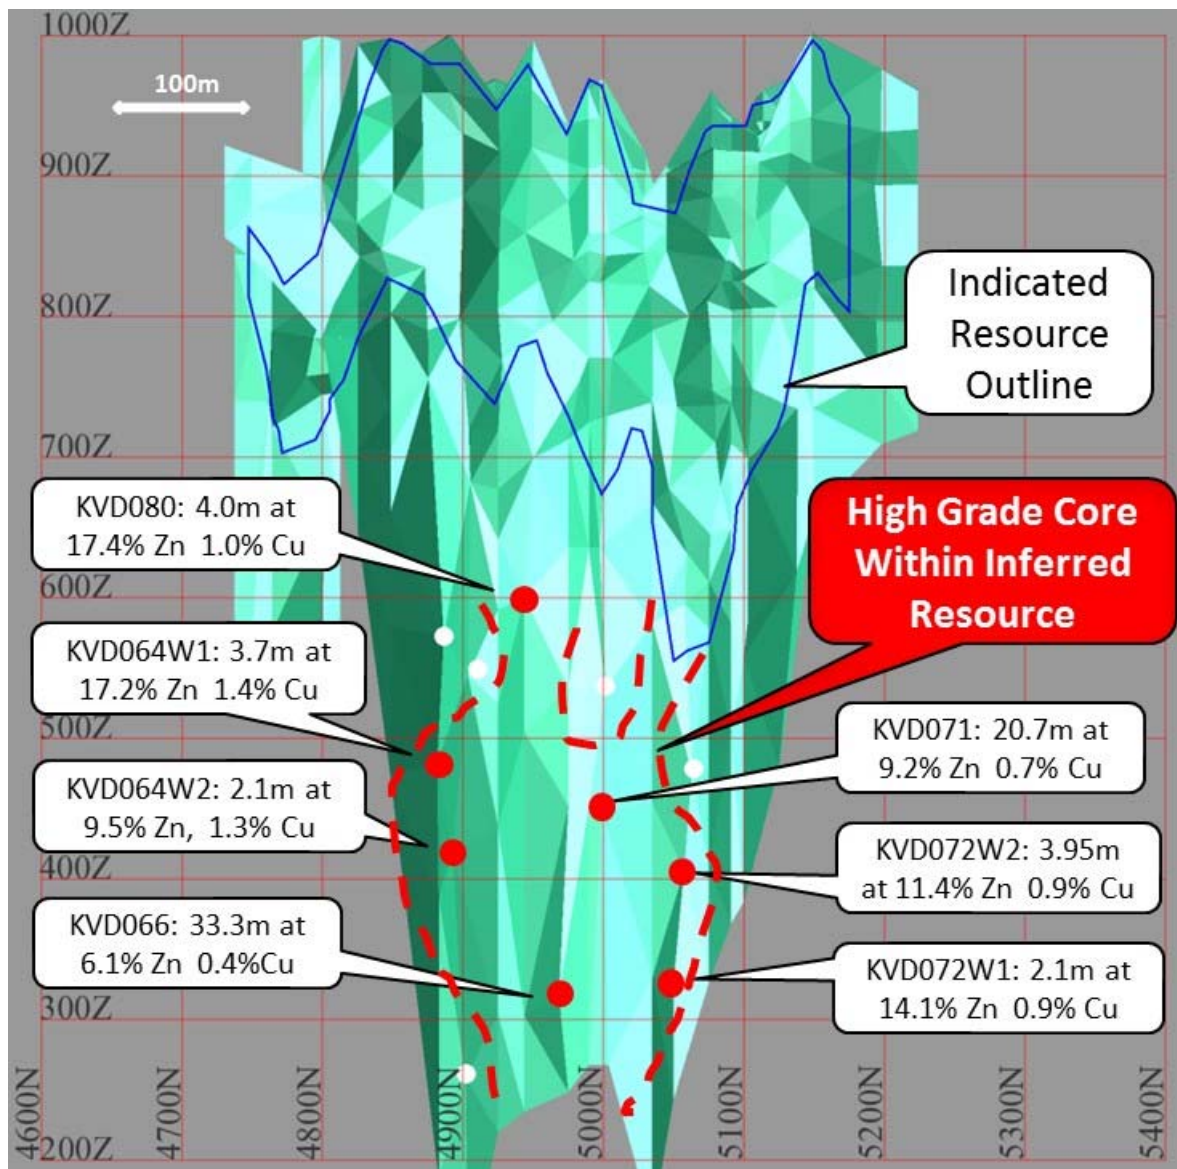 1000Z
100m
900Z
800Z
700Z
600Z
500Z
400Z
300Z
200Z
Indicated
Resource
Outline
High Grade Core
Within Inferred
Resource
KVD080: 4.0m at
17.4% Zn 1.0% Cu
KVD064W1: 3.7m at
17.2% Zn 1.4% Cu
KVD064W2: 2.1m at
9.5% Zn, 1.3% Cu
KVD066: 33.3m at
6.1% Zn 0.4%Cu
KVD071: 20.7m at
9.2% Zn 0.7% Cu
KVD072W2: 3.95m
at 11.4% Zn 0.9% Cu
KVD072W1: 2.1m at
14.1% Zn 0.9% Cu
4600N
4700N
4800N
4900N
5000N
5100N
5200N
5300N
5400N